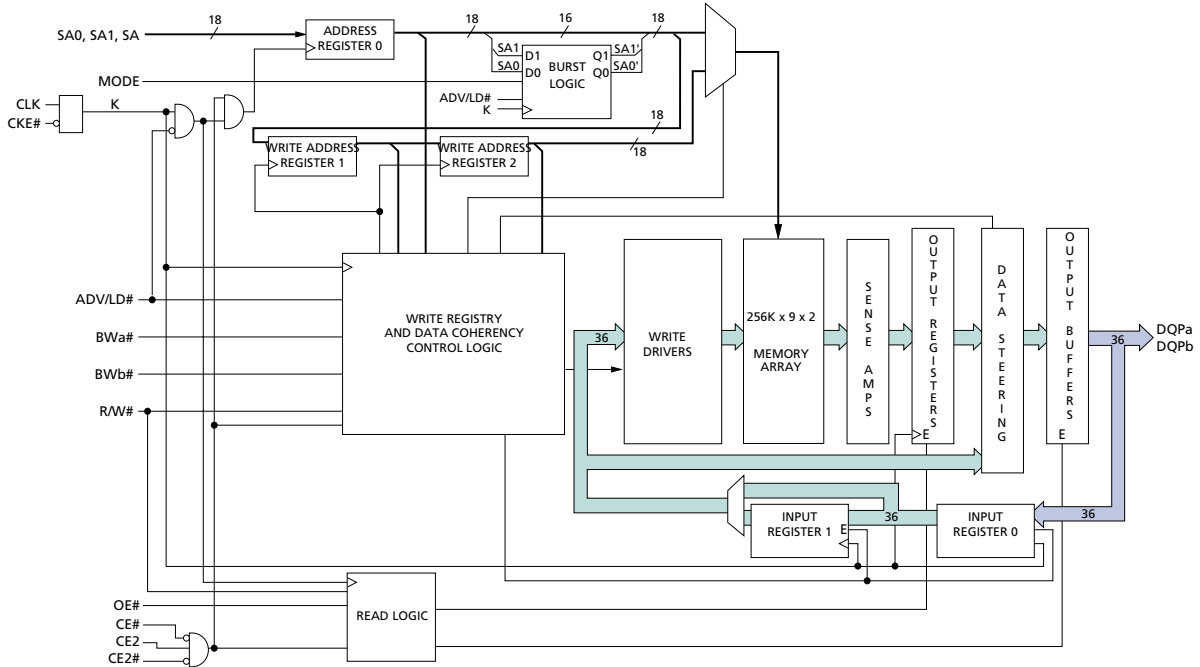 SA0, SA1, SA
18
ADDRESS
REGISTER 0
18
16
18
SA1
SA0
D1
D0
BURST
LOGIC
Q1
Q0
SA1'
SA0'
ADV/LD#
K
MODE
CLK
CKE#
K
18
18
WRITE ADDRESS
REGISTER 1
WRITE ADDRESS
REGISTER 2
ADV/LD#
BWa#
BWb#
R/W#
WRITE REGISTRY
AND DATA COHERENCY
CONTROL LOGIC
36
WRITE
DRIVERS
256K x 9 x 2
MEMORY
ARRAY
SENSE AMPS
OUTPUT REGISTERS
E
DATA STEERING
OUTPUT BUFFERS
E
36
DQPa
DQPb
INPUT
REGISTER 1
E
36
INPUT
REGISTER 0
36
OE#
CE#
CE2
CE2#
READ LOGIC